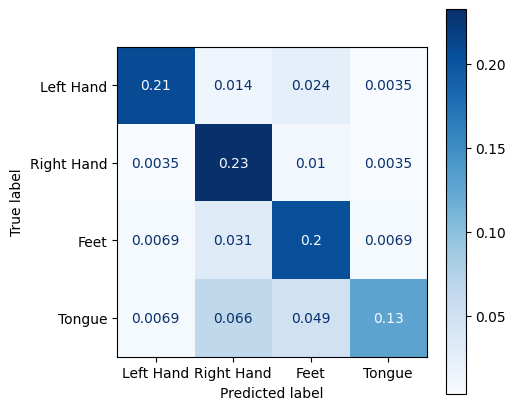 Left Hand 0.21 0.014 0.024 0.0035
Right Hand 0.0035 0.23 0.01 0.0035
Feet 0.0069 0.031 0.2 0.0069
Tongue 0.0069 0.066 0.049 0.13
Left Hand Right Hand Feet Tongue
Predicted label
True label
0.20
0.15
0.10
0.05